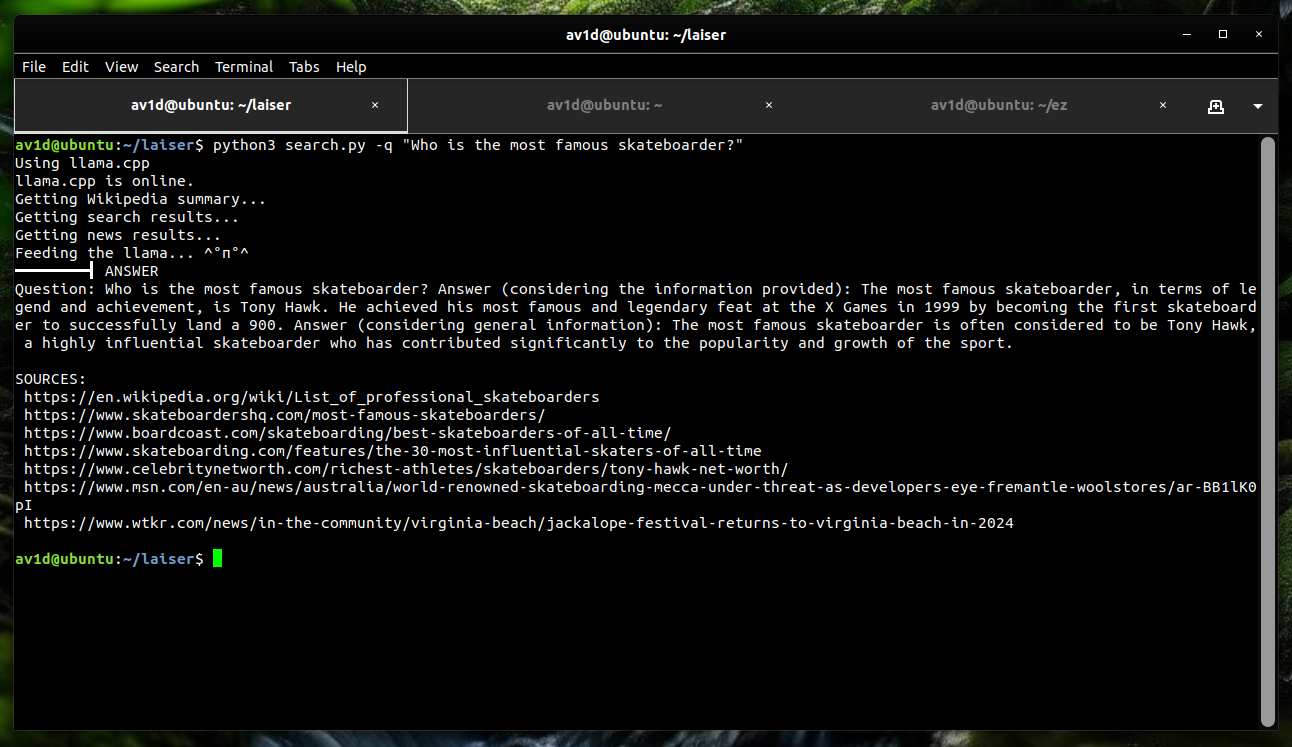 av1d@ubuntu: ~/laiser
File Edit View Search Terminal Tabs Help
av1d@ubuntu: ~/laiser × av1d@ubuntu: ~ × av1d@ubuntu: ~/ez ×
av1d@ubuntu:~/laiser$ python3 search.py -q "Who is the most famous skateboarder?"
Using llama.cpp
llama.cpp is online.
Getting Wikipedia summary...
Getting search results...
Getting news results...
Feeding the llama... ^°n°^
ANSWER
Question: Who is the most famous skateboarder? Answer (considering the information provided): The most famous skateboarder, in terms of le
gend and achievement, is Tony Hawk. He achieved his most famous and legendary feat at the X Games in 1999 by becoming the first skateboard
er to successfully land a 900. Answer (considering general information): The most famous skateboarder is often considered to be Tony Hawk,
a highly influential skateboarder who has contributed significantly to the popularity and growth of the sport.
SOURCES:
https://en.wikipedia.org/wiki/List_of_professional_skateboarders
https://www.skateboardershq.com/most-famous-skateboarders/
https://www.boardcoast.com/skateboarding/best-skateboarders-of-all-time/
https://www.skateboarding.com/features/the-30-most-influential-skaters-of-all-time
https://www.celebritynetworth.com/richest-athletes/skateboarders/tony-hawk-net-worth/
https://www.msn.com/en-au/news/australia/world-renowned-skateboarding-mecca-under-threat-as-developers-eye-fremantle-woolstores/ar-BB1lK0
pI
https://www.wtkr.com/news/in-the-community/virginia-beach/jackalope-festival-returns-to-virginia-beach-in-2024
av1d@ubuntu:~/laiser$